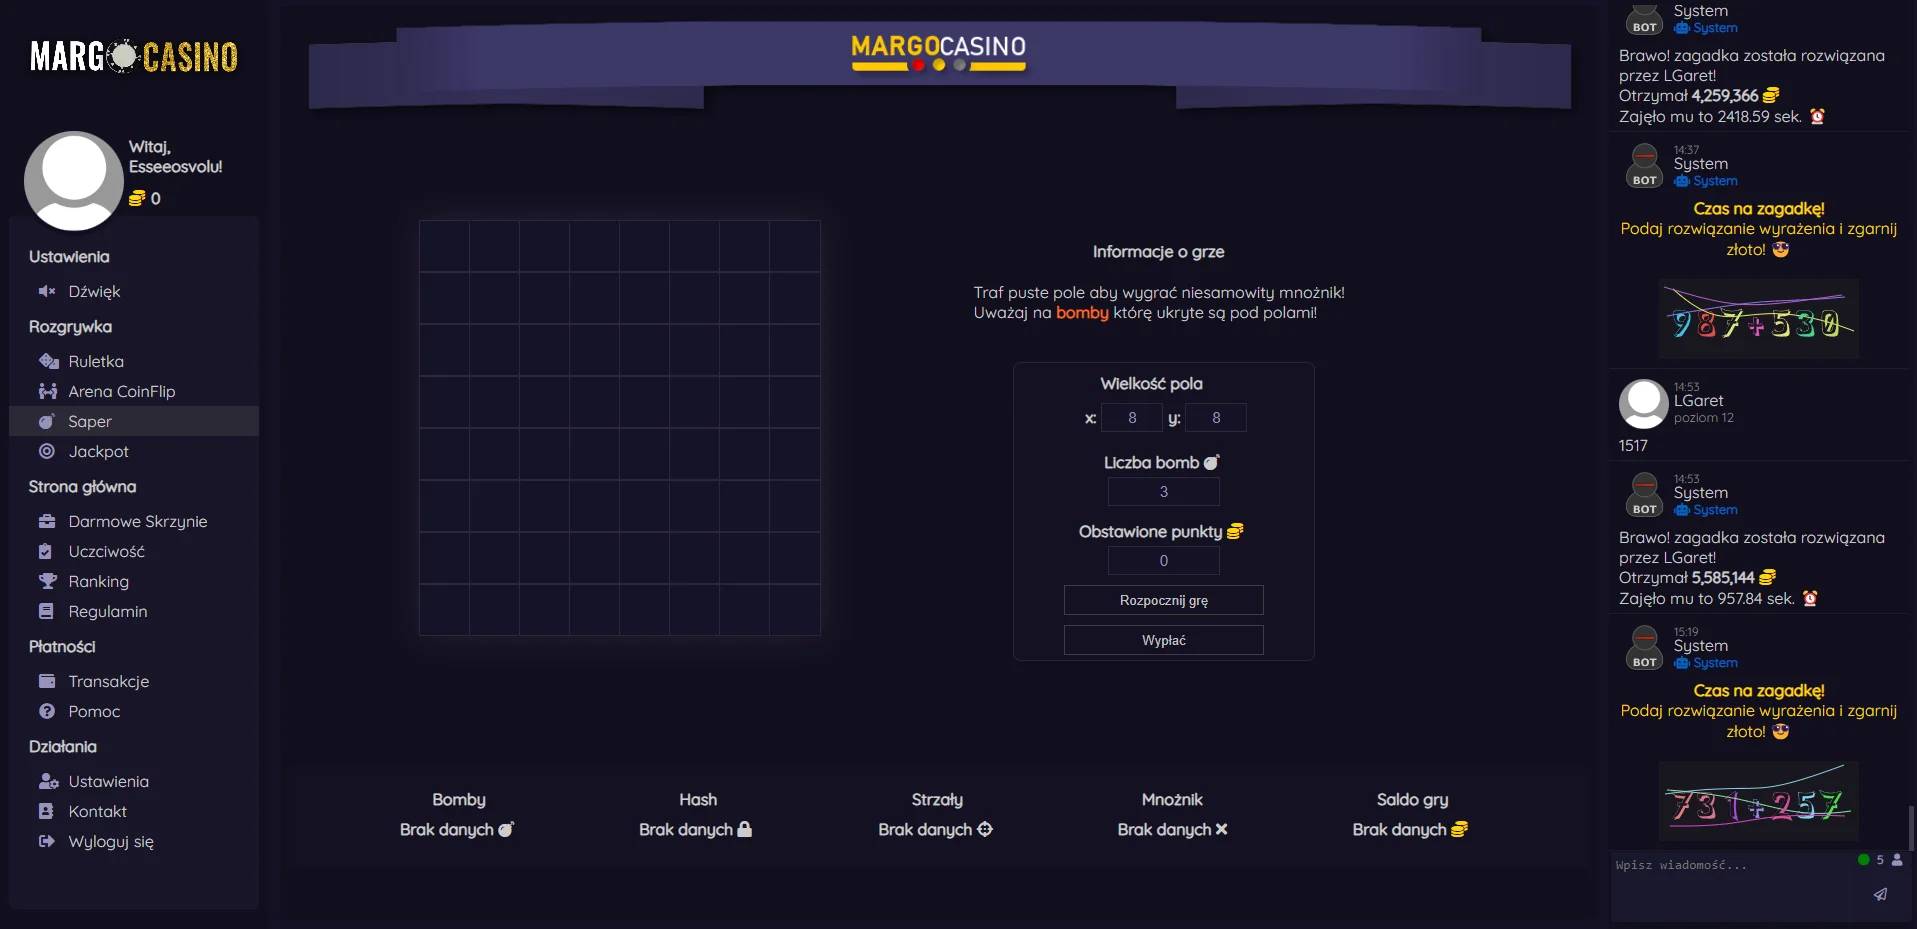 MARGOCASINO
Witaj,
Esseeosvolu!
0
Ustawienia
Dźwięk
Rozgrywka
Ruletka
Arena CoinFlip
Saper
Jackpot
Strona główna
Darmowe Skrzynie
Uczciwość
Ranking
Regulamin
Płatności
Transakcje
Pomoc
Działania
Ustawienia
Kontakt
Wyloguj się
MARGOCASINO
Informacje o grze
Traf puste pole aby wygrać niesamowity mnożnik!
Uważaj na bomby którę ukryte są pod polami!
Wielkość pola
x: 8 y: 8
Liczba bomb
3
Obstawione punkty
0
Rozpocznij grę
Wypłać
Bomby
Brak danych
Hash
Brak danych
Strzały
Brak danych
Mnożnik
Brak danych
Saldo gry
Brak danych
BOT
System
System
Brawo! zagadka została rozwiązana
przez LGaret!
Otrzymał 4,259,366
Zajęło mu to 2418.59 sek.
BOT
14:37
System
System
Czas na zagadkę!
Podaj rozwiązanie wyrażenia i zgarnij
złoto!
987+530
14:53
LGaret
poziom 12
1517
BOT
14:53
System
System
Brawo! zagadka została rozwiązana
przez LGaret!
Otrzymał 5,585,144
Zajęło mu to 957.84 sek.
BOT
15:19
System
System
Czas na zagadkę!
Podaj rozwiązanie wyrażenia i zgarnij
złoto!
731+257
Wpisz wiadomość...
5